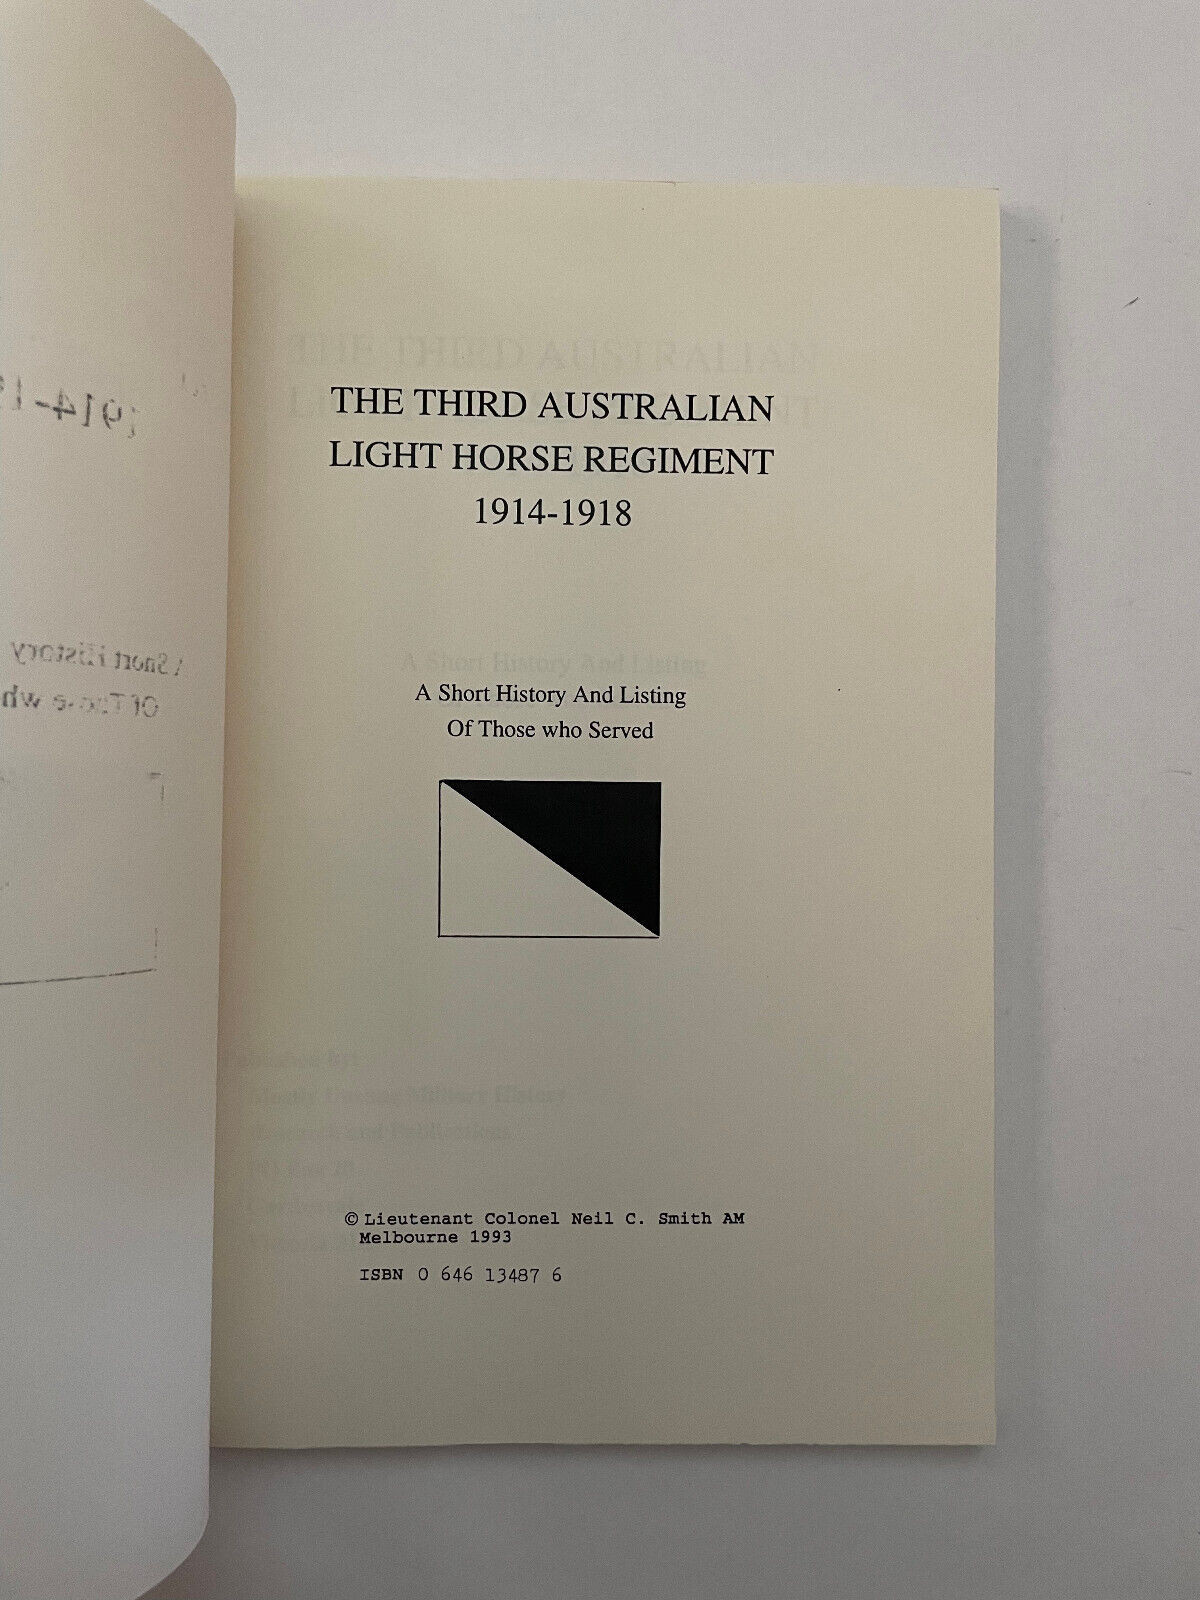 THE THIRD AUSTRALIAN
LIGHT HORSE REGIMENT
1914-1918
A Short History And Listing
Of Those who Served
© Lieutenant Colonel Neil C. Smith AM
Melbourne 1993
ISBN 0 646 13487 6